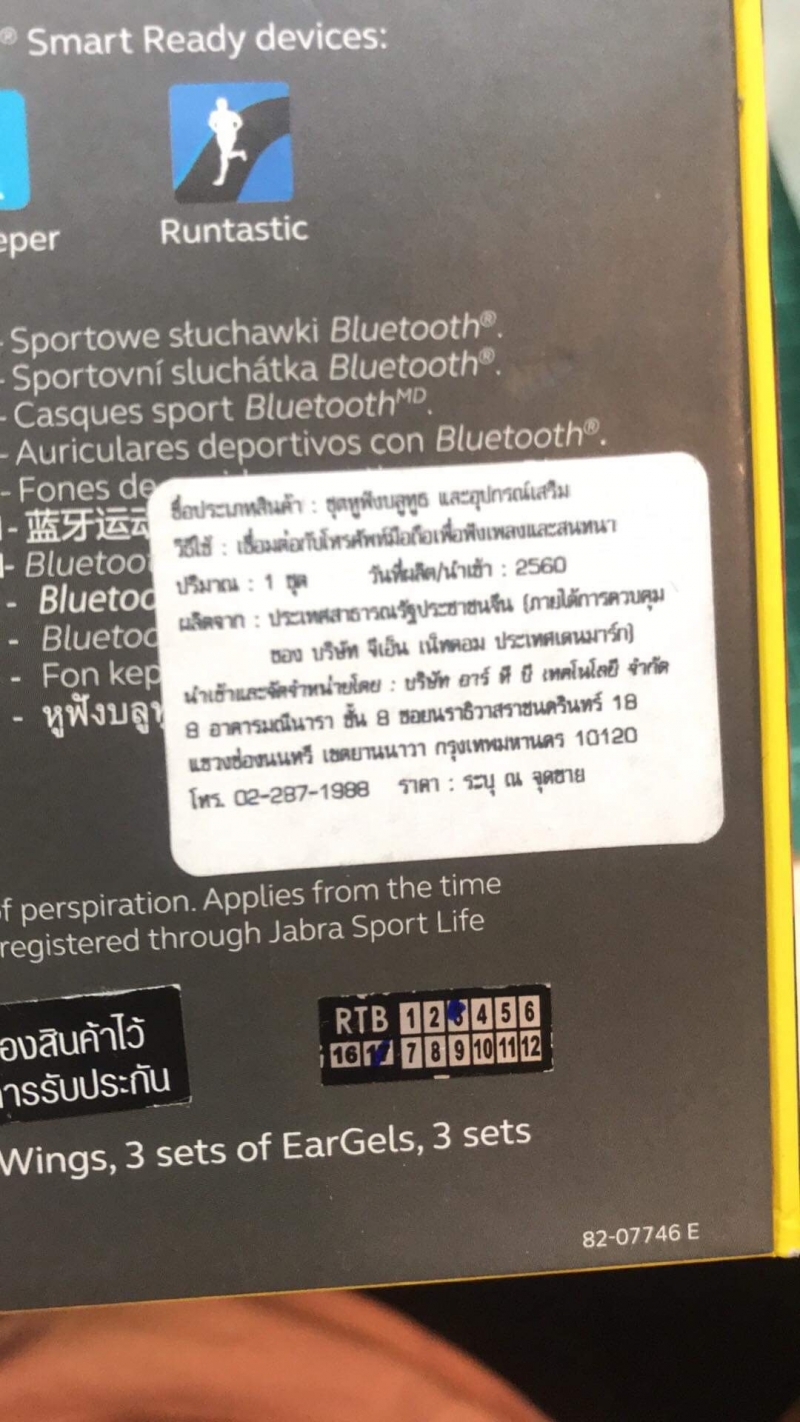 ® Smart Ready devices:
eper
Runtastic
- Sportowe słuchawki Bluetooth®.
- Sportovní sluchátka Bluetooth®.
- Casques sport BluetoothMD.
- Auriculares deportivos con Bluetooth®.
- Fones de
- 蓝牙运动
- Bluetoo
- Bluetoo
- Bluetoo
- Fon kep
- หูฟังบลู
ชื่อประเภทสินค้า : ชุดหูฟังบลูทูธ และอุปกรณ์เสริม
วิธีใช้ : เชื่อมต่อกับโทรศัพท์มือถือเพื่อฟังเพลงและสนทนา
ปริมาณ : 1 ชุด วันที่ผลิต/นำเข้า : 2560
ผลิตจาก : ประเทศสาธารณรัฐประชาชนจีน (ภายใต้การควบคุม
ของ บริษัท จีเอ็น เน็ทคอม ประเทศเดนมาร์ก)
นำเข้าและจัดจำหน่ายโดย : บริษัท อาร์ ที บี เทคโนโลยี จำกัด
8 อาคารมณีนารา ชั้น 8 ซอยนราธิวาสราชนครินทร์ 18
แขวงช่องนนทรี เขตยานนาวา กรุงเทพมหานคร 10120
โทร. 02-287-1988 ราคา : ระบุ ณ จุดขาย
of perspiration. Applies from the time
registered through Jabra Sport Life
องสินค้าไว้
การรับประกัน
RTB 1 2 3 4 5 6
16 17 7 8 9 10 11 12
Wings, 3 sets of EarGels, 3 sets
82-07746 E